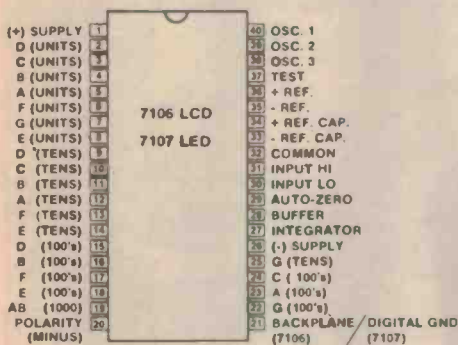 (+) SUPPLY 1
D (UNITS) 2
C (UNITS) 3
B (UNITS) 4
A (UNITS) 5
F (UNITS) 6
G (UNITS) 7
E (UNITS) 8
D (TENS) 9
C (TENS) 10
B (TENS) 11
A (TENS) 12
F (TENS) 13
E (TENS) 14
D (100's) 15
B (100's) 16
F (100's) 17
E (100's) 18
AB (1000) 19
POLARITY 20
(MINUS)
7106 LCD
7107 LED
40 OSC. 1
39 OSC. 2
38 OSC. 3
37 TEST
36 + REF.
35 - REF.
34 + REF. CAP.
33 - REF. CAP.
32 COMMON
31 INPUT HI
30 INPUT LO
29 AUTO-ZERO
28 BUFFER
27 INTEGRATOR
26 (-) SUPPLY
25 G (TENS)
24 C ( 100's)
23 A (100's)
22 G (100's)
21 BACKPLANE / DIGITAL GND
(7106) (7107)